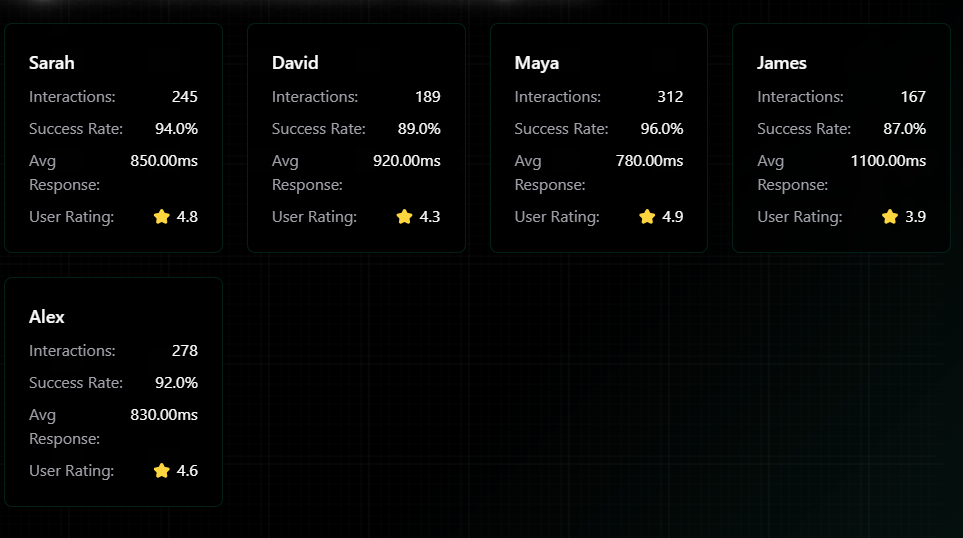 Sarah
Interactions: 245
Success Rate: 94.0%
Avg 850.00ms
Response:
User Rating: 4.8
David
Interactions: 189
Success Rate: 89.0%
Avg 920.00ms
Response:
User Rating: 4.3
Maya
Interactions: 312
Success Rate: 96.0%
Avg 780.00ms
Response:
User Rating: 4.9
James
Interactions: 167
Success Rate: 87.0%
Avg 1100.00ms
Response:
User Rating: 3.9
Alex
Interactions: 278
Success Rate: 92.0%
Avg 830.00ms
Response:
User Rating: 4.6